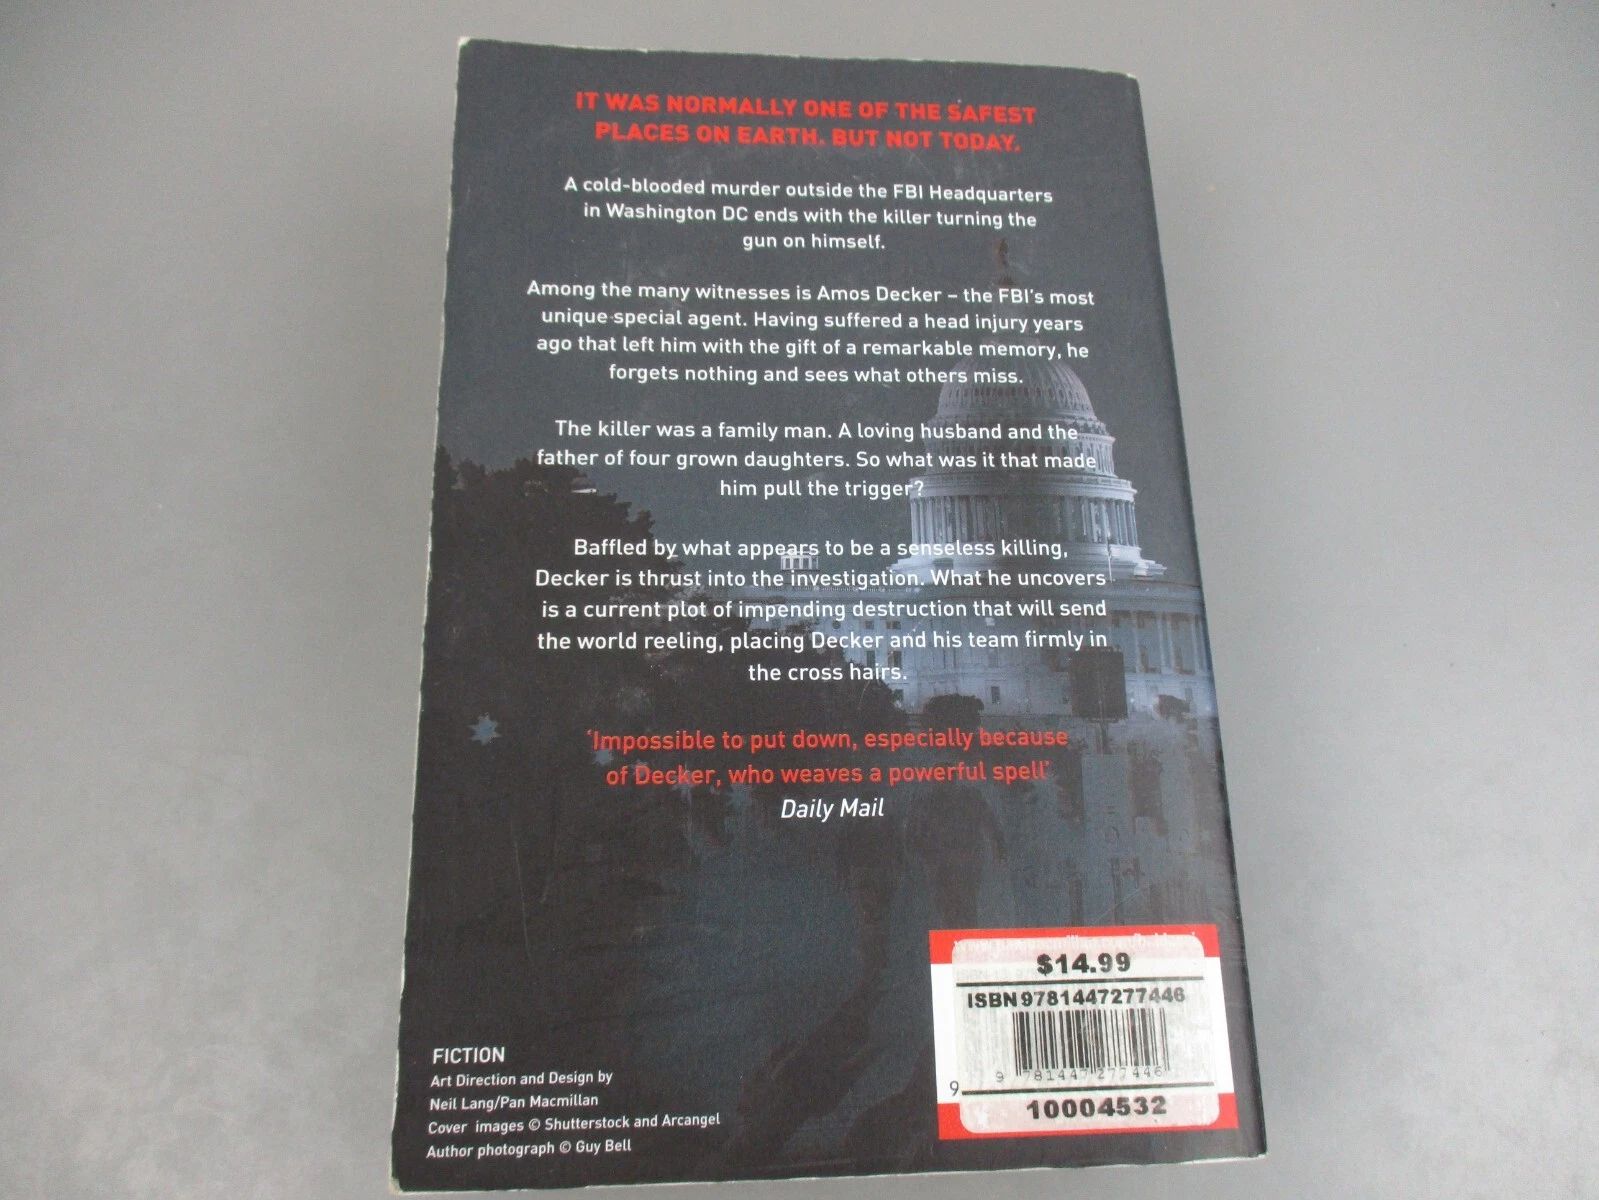 IT WAS NORMALLY ONE OF THE SAFEST
PLACES ON EARTH. BUT NOT TODAY.
A cold-blooded murder outside the FBI Headquarters
in Washington DC ends with the killer turning the
gun on himself.
Among the many witnesses is Amos Decker – the FBI's most
unique special agent. Having suffered a head injury years
ago that left him with the gift of a remarkable memory, he
forgets nothing and sees what others miss.
The killer was a family man. A loving husband and the
father of four grown daughters. So what was it that made
him pull the trigger?
Baffled by what appears to be a senseless killing,
Decker is thrust into the investigation. What he uncovers
is a current plot of impending destruction that will send
the world reeling, placing Decker and his team firmly in
the cross hairs.
'Impossible to put down, especially because
of Decker, who weaves a powerful spell'
Daily Mail
$14.99
ISBN 9781447277446
9 781447 277446
9
10004532
FICTION
Art Direction and Design by
Neil Lang/Pan Macmillan
Cover images © Shutterstock and Arcangel
Author photograph © Guy Bell